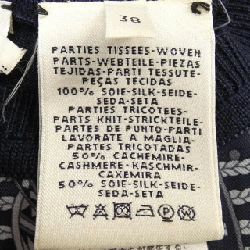 38
PARTIES TISSEES-WOVEN
PARTS-WEBTEILE-PIEZAS
TEJIDAS-PARTI TESSUTE-
PEÇAS TECIDAS
100% SOIE-SILK-SEIDE-
SEDA-SETA
PARTIES TRICOTEES-
PARTS KNIT-STRICKTEILE
PARTES DE PUNTO-PARTI
LAVORATE A MAGLIA-
PARTES TRICOTADAS
50% CACHEMIRE-
CASHMERE-KASCHMIR-
CACHEMIRA
50% SOIE-SILK-SEIDE-
SEDA-SETA